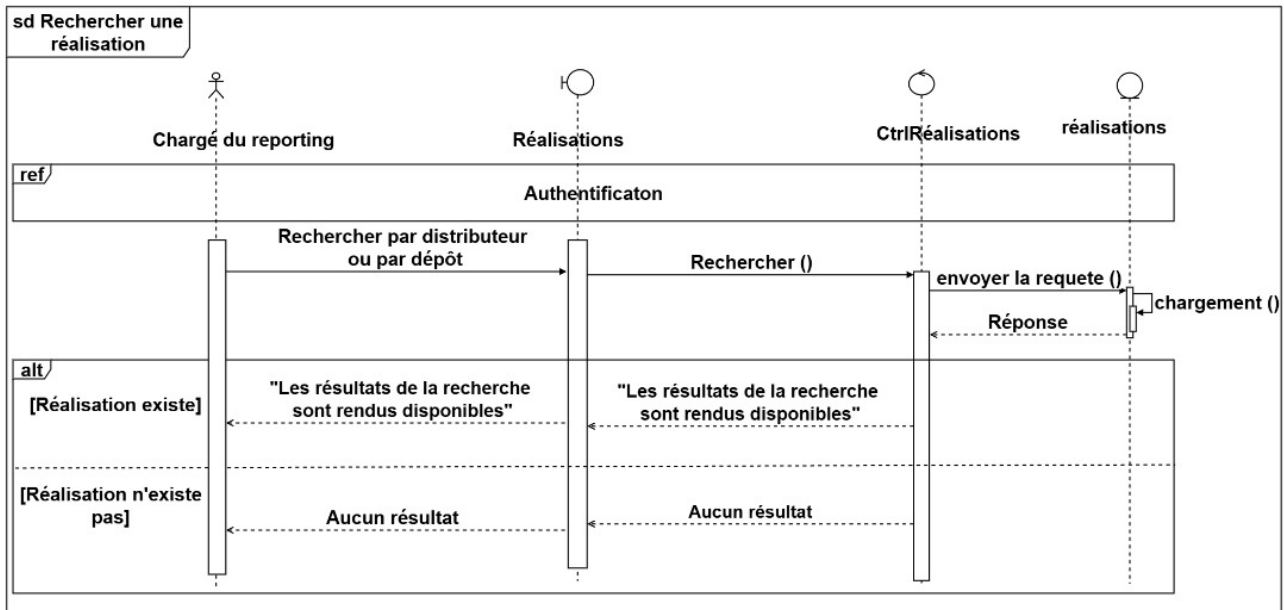 sd Rechercher une
réalisation
Chargé du reporting
Réalisations
CtrlRéalisations
réalisations
ref
Authentificaton
Rechercher par distributeur
ou par dépôt
Rechercher ()
envoyer la requete ()
chargement ()
Réponse
alt
[Réalisation existe]
"Les résultats de la recherche
sont rendus disponibles"
"Les résultats de la recherche
sont rendus disponibles"
[Réalisation n'existe
pas]
Aucun résultat
Aucun résultat